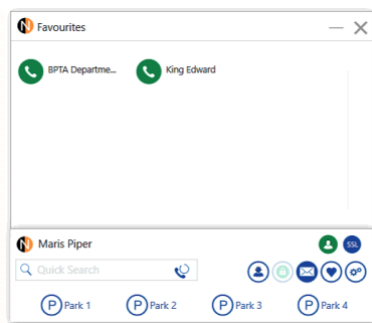 Favourites
BPTA Departme... King Edward
Maris Piper
SSL
Quick Search
P Park 1 P Park 2 P Park 3 P Park 4